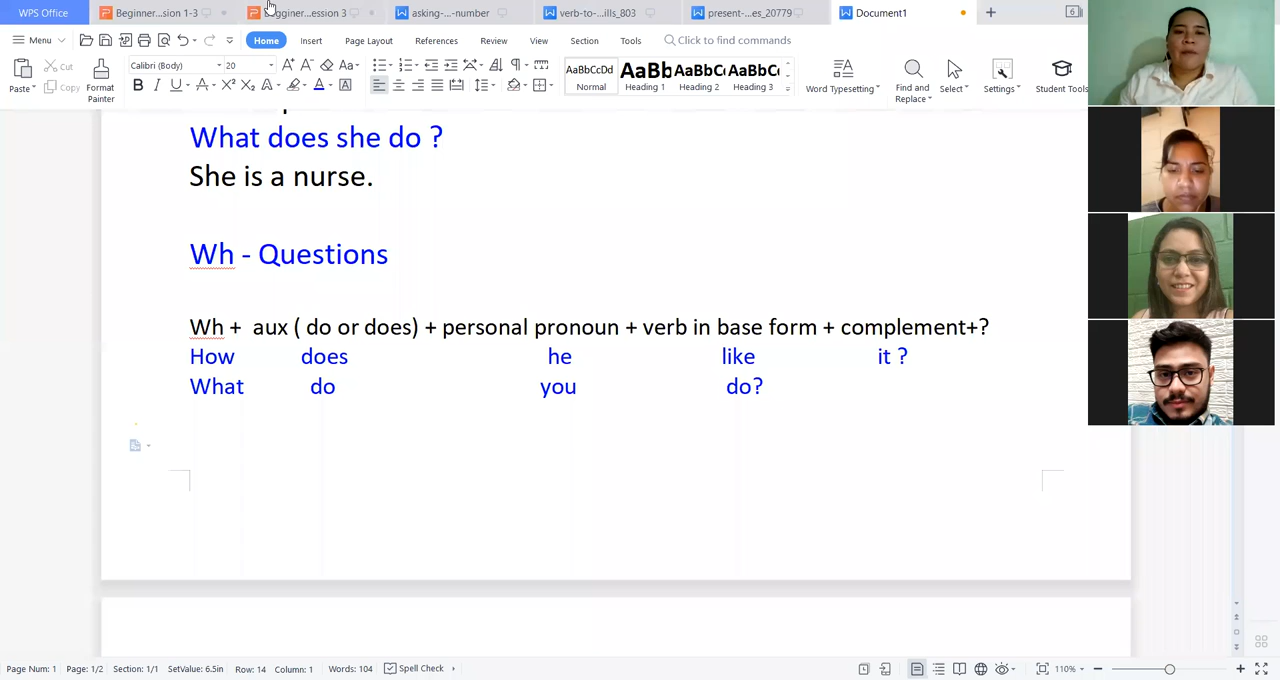 WPS Office
Beginner...sion 1-3
asking-...-number
verb-to-...ills_803
present-...es_20779
Document1
6
Menu
Home
Insert
Page Layout
References
Review
View
Section
Tools
Click to find commands
Paste
Cut
Copy
Format Painter
Calibri (Body)
20
AaBbCcDd Normal
AaBb Heading 1
AaBbC Heading 2
AaBbC Heading 3
Word Typesetting
Find and Replace
Select
Settings
Student Tools
What does she do ?
She is a nurse.
Wh - Questions
Wh + aux ( do or does) + personal pronoun + verb in base form + complement+?
How does he like it ?
What do you do?
Page Num: 1 Page: 1/2 Section: 1/1 SetValue: 6.5in Row: 14 Column: 1 Words: 104 Spell Check 110%